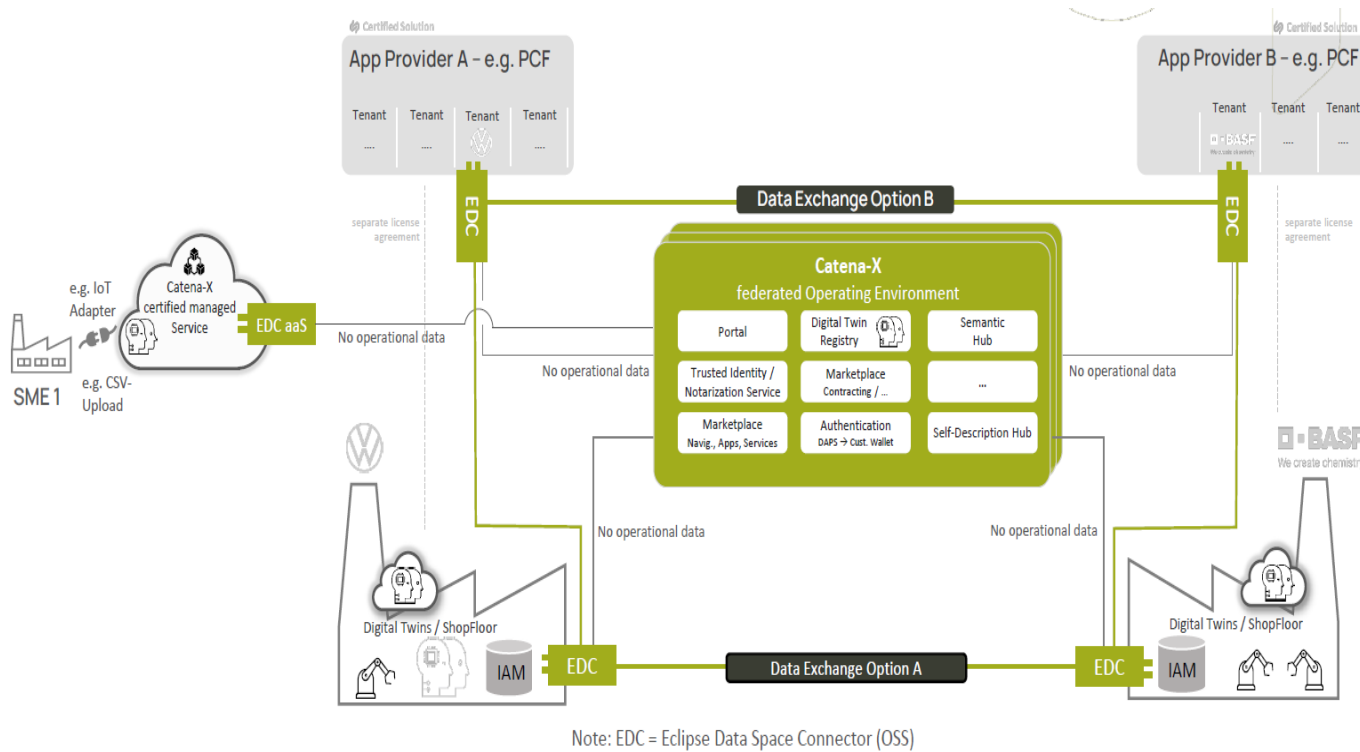 Certified Solution
App Provider A – e.g. PCF
Tenant
Tenant
Tenant
Tenant
....
....
....
EDC
separate license
agreement
Certified Solution
App Provider B – e.g. PCF
Tenant
Tenant
Tenant
BASF
We create chemistry
....
....
EDC
separate license
agreement
Data Exchange Option B
Catena-X
federated Operating Environment
Portal
Digital Twin
Registry
Semantic
Hub
Trusted Identity /
Notarization Service
Marketplace
Contracting / ...
...
Marketplace
Navig., Apps, Services
Authentication
DAPS → Cust. Wallet
Self-Description Hub
SME 1
e.g. IoT
Adapter
e.g. CSV-
Upload
Catena-X
certified managed
Service
EDC aaS
No operational data
No operational data
No operational data
No operational data
No operational data
Digital Twins / ShopFloor
IAM
EDC
Data Exchange Option A
EDC
BASF
We create chemistry
Digital Twins / ShopFloor
IAM
Note: EDC = Eclipse Data Space Connector (OSS)